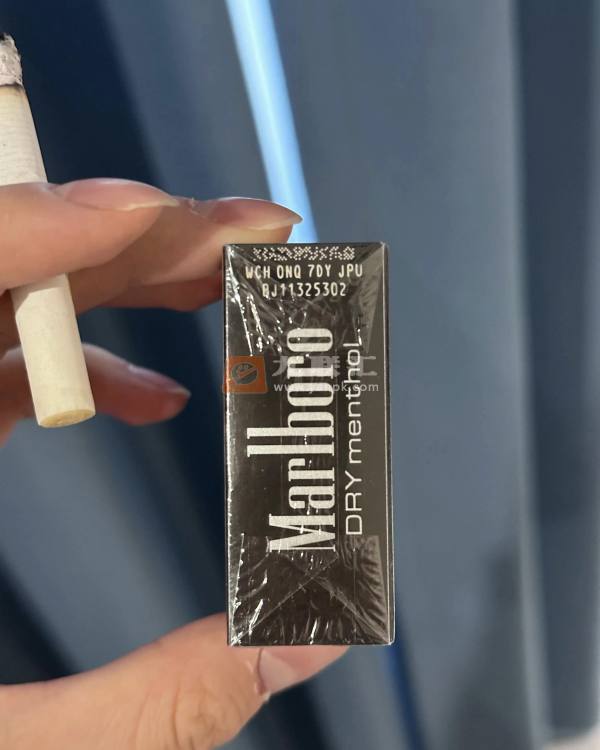 WCH ONQ 7DY JPU
BJ11325302
Marlboro
DRY menthol